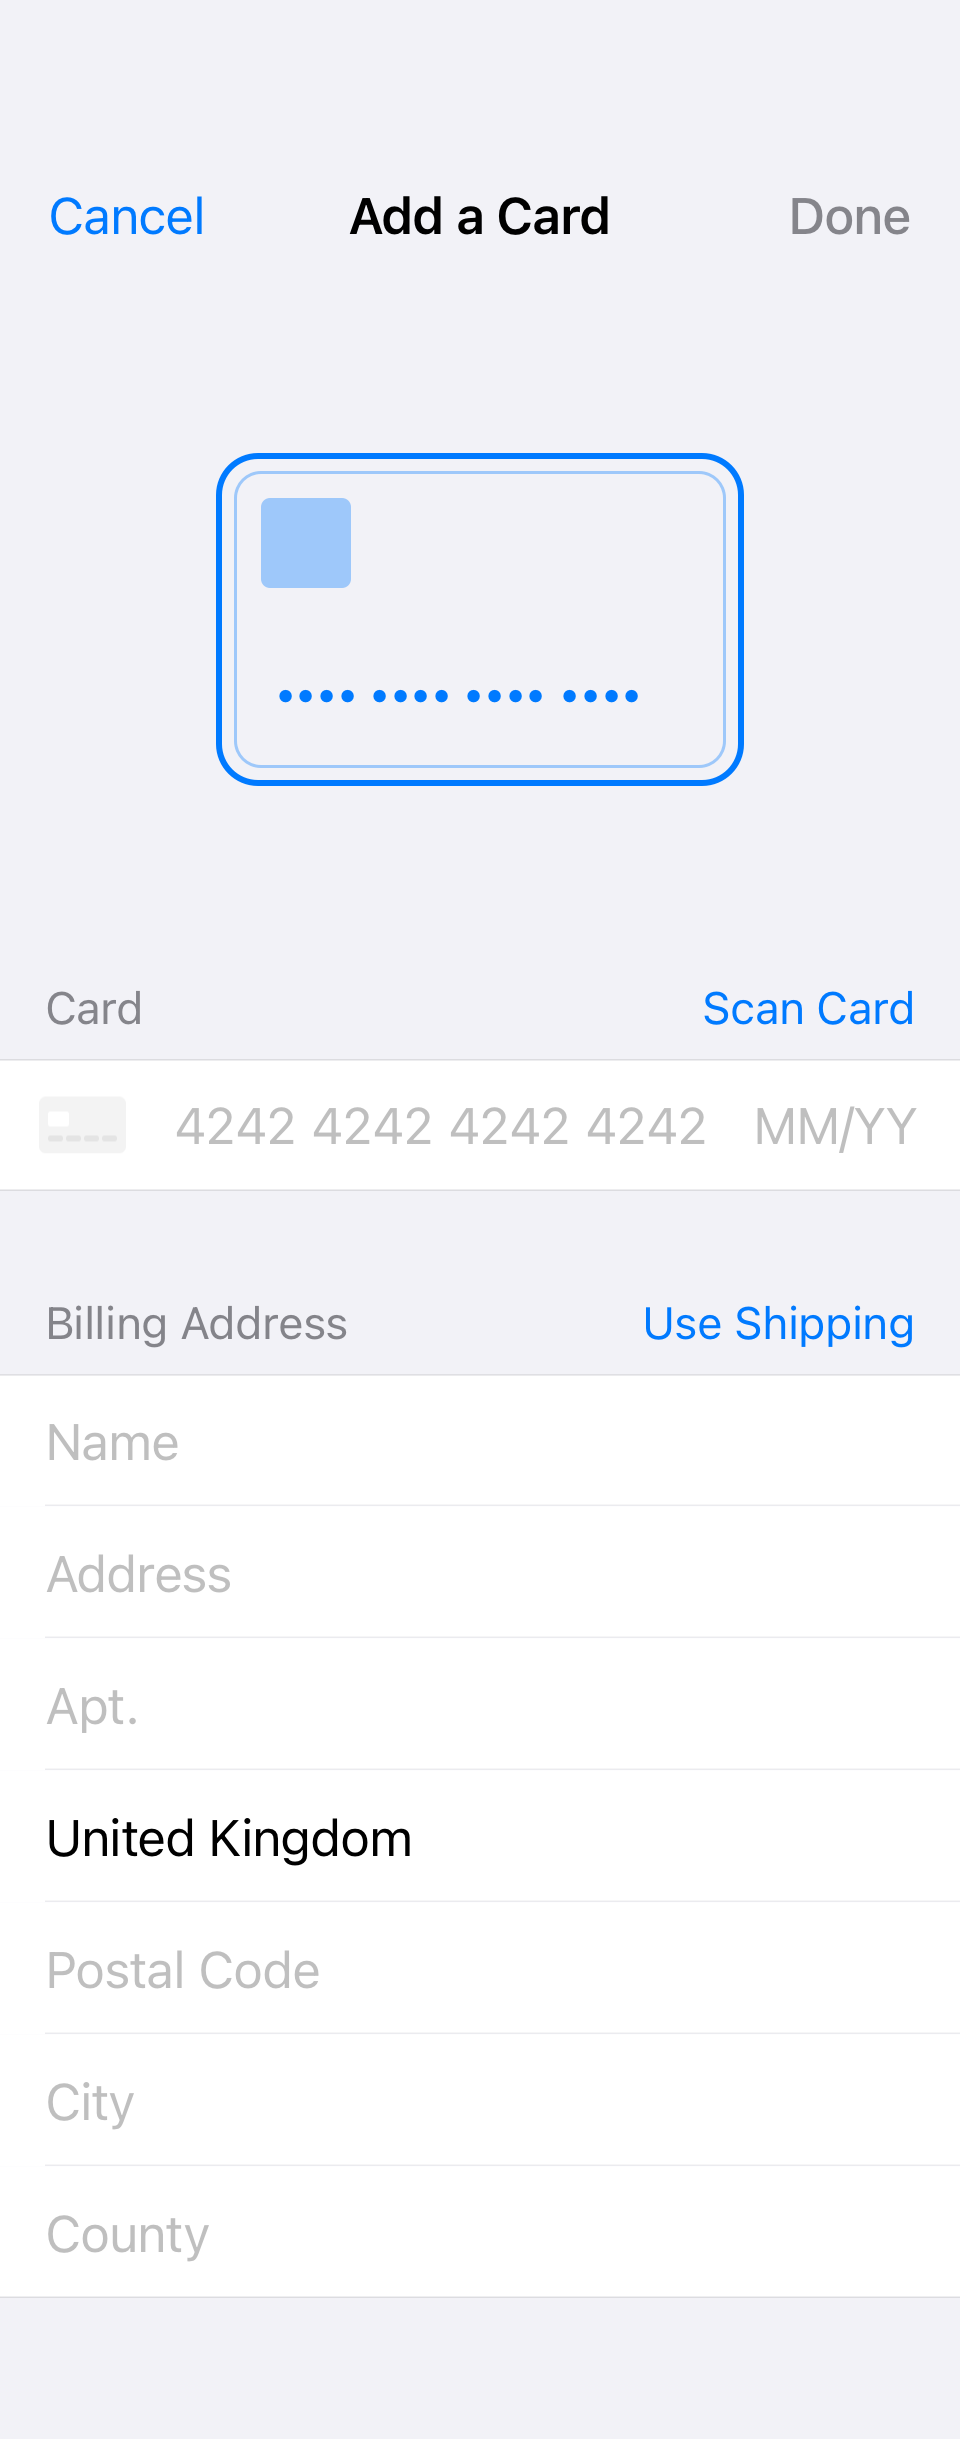 Cancel Add a Card Done
Card Scan Card
4242 4242 4242 4242 MM/YY
Billing Address Use Shipping
Name
Address
Apt.
United Kingdom
Postal Code
City
County